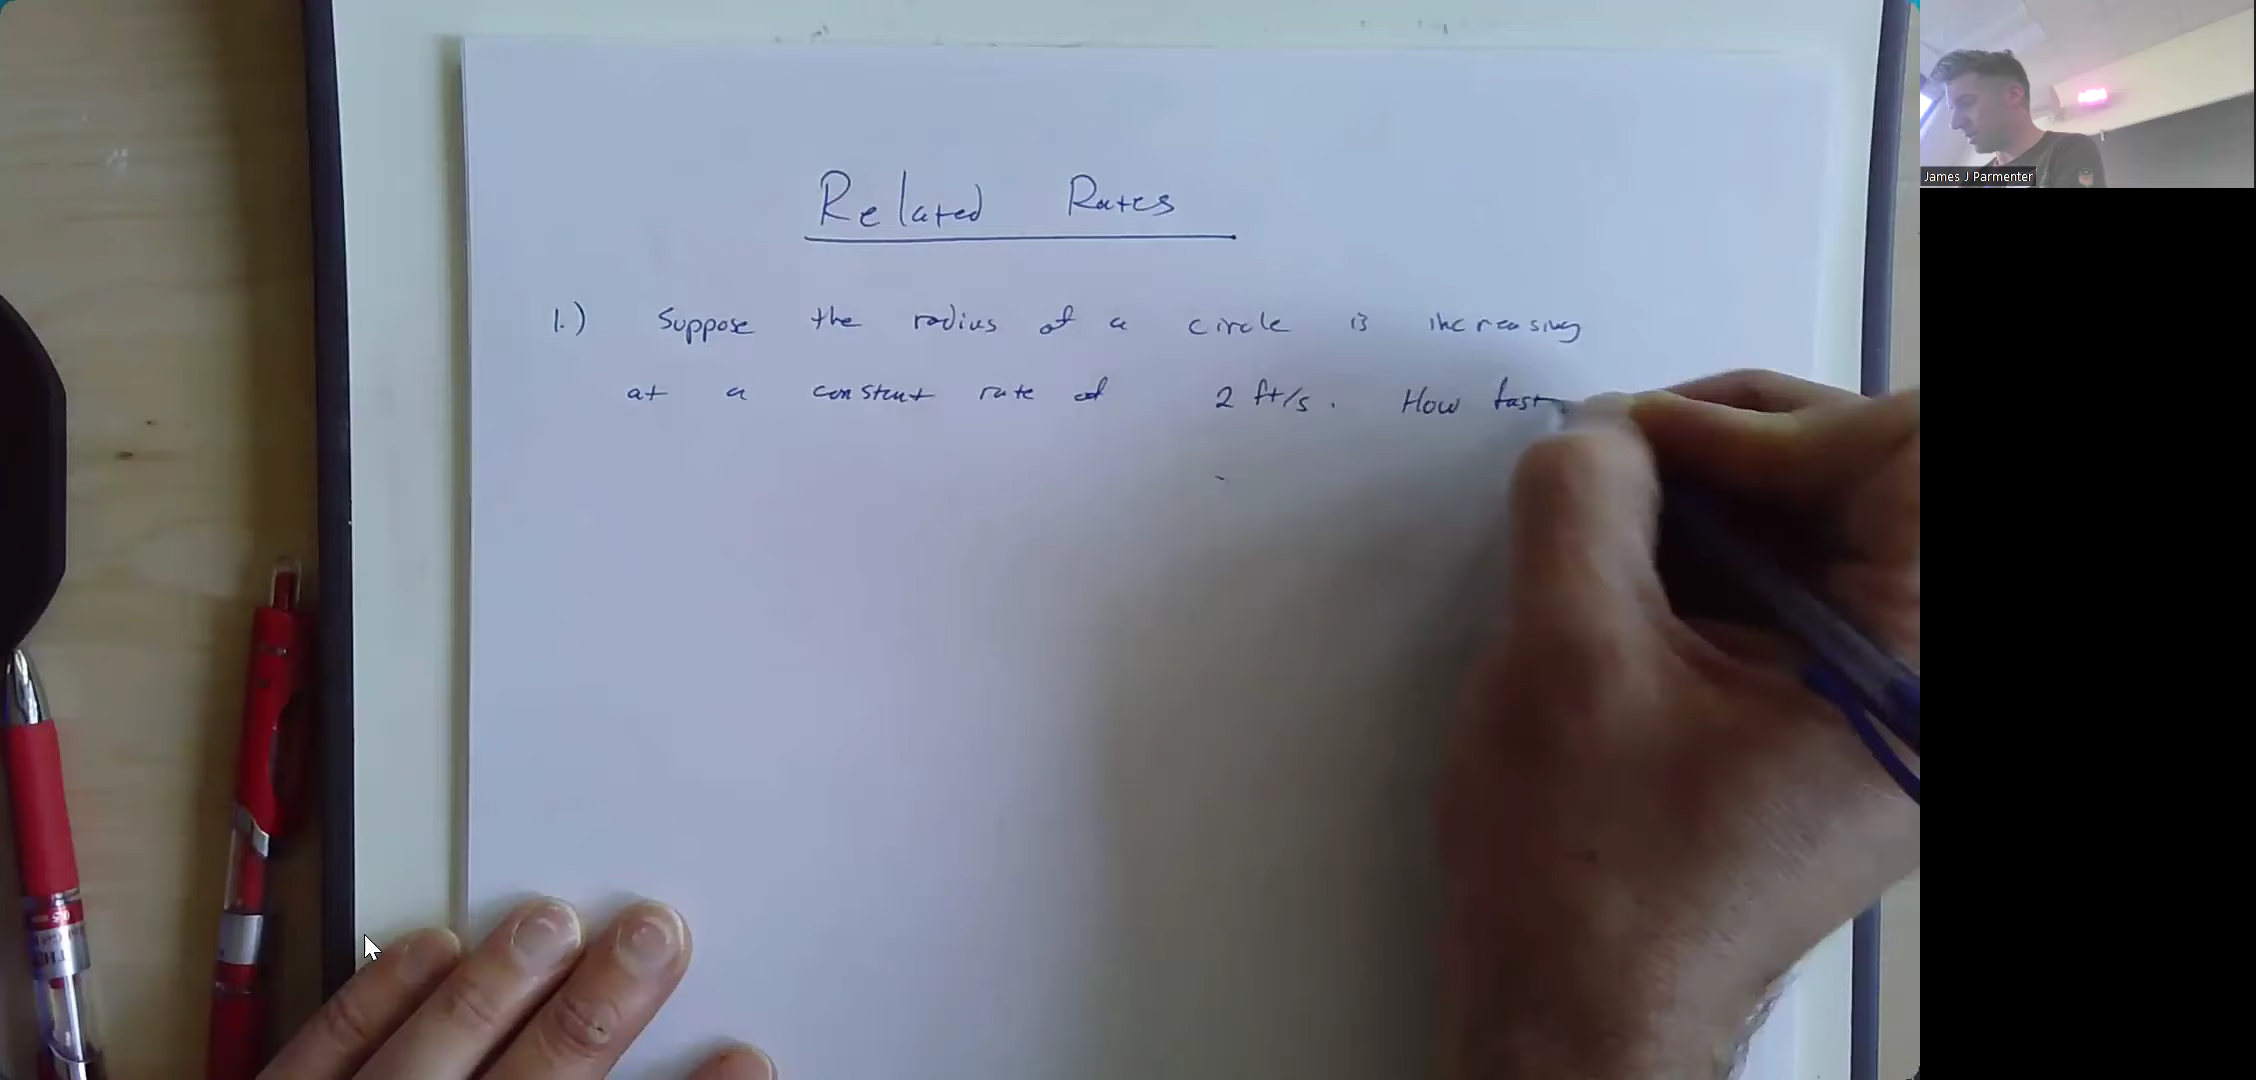 Related Rates
1.) Suppose the radius of a circle is increasing
at a constant rate of 2 ft/s. How fast
James J Parmenter